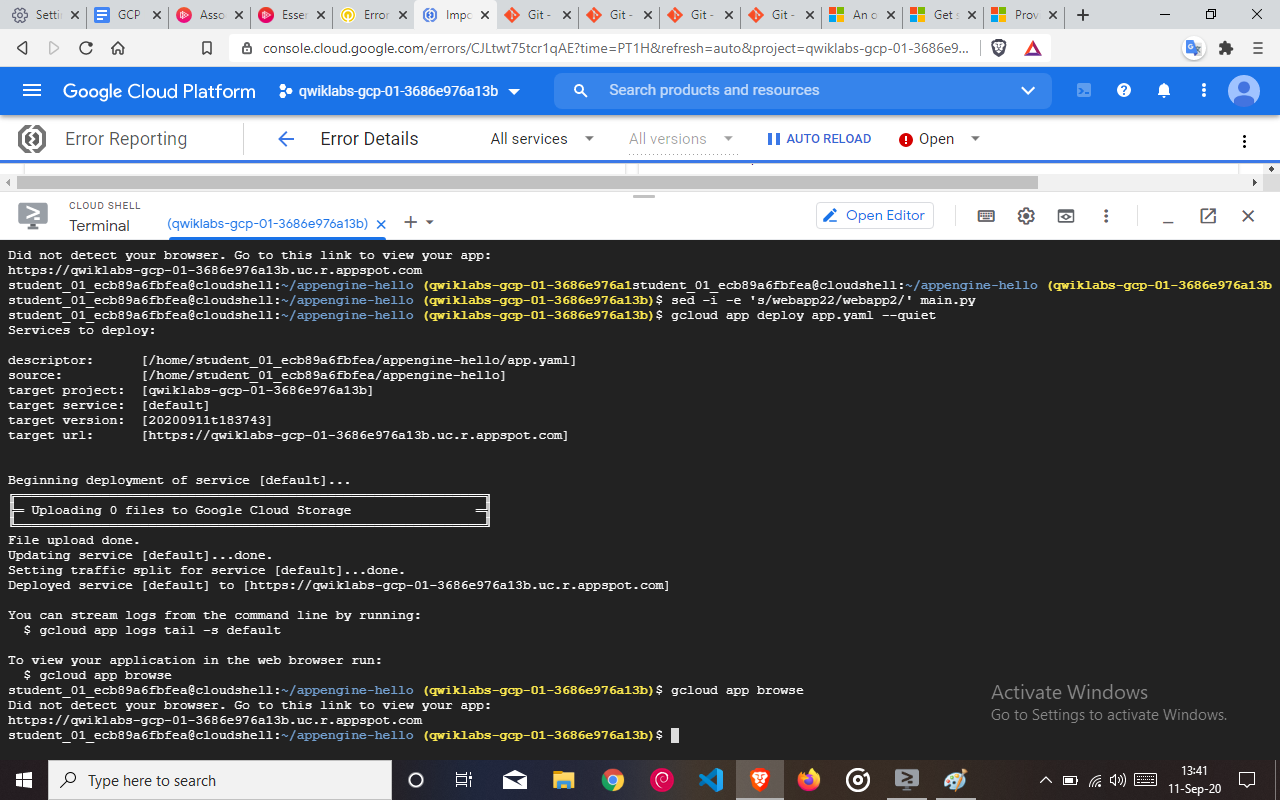 Settin
GCP
Assoc
Essen
Error
Impo
Git -
Git -
Git -
Git -
An o
Get s
Prov
console.cloud.google.com/errors/CJLtwt75tcr1qAE?time=PT1H&refresh=auto&project=qwiklabs-gcp-01-3686e9...
Google Cloud Platform
qwiklabs-gcp-01-3686e976a13b
Search products and resources
Error Reporting
Error Details
All services
All versions
AUTO RELOAD
Open
CLOUD SHELL
Terminal
(qwiklabs-gcp-01-3686e976a13b)
Open Editor
Did not detect your browser. Go to this link to view your app:
https://qwiklabs-gcp-01-3686e976a13b.uc.r.appspot.com
student_01_ecb89a6fbfea@cloudshell:~/appengine-hello (qwiklabs-gcp-01-3686e976a1student_01_ecb89a6fbfea@cloudshell:~/appengine-hello (qwiklabs-gcp-01-3686e976a13b
student_01_ecb89a6fbfea@cloudshell:~/appengine-hello (qwiklabs-gcp-01-3686e976a13b)$ sed -i -e 's/webapp22/webapp2/' main.py
student_01_ecb89a6fbfea@cloudshell:~/appengine-hello (qwiklabs-gcp-01-3686e976a13b)$ gcloud app deploy app.yaml --quiet
Services to deploy:
descriptor: [/home/student_01_ecb89a6fbfea/appengine-hello/app.yaml]
source: [/home/student_01_ecb89a6fbfea/appengine-hello]
target project: [qwiklabs-gcp-01-3686e976a13b]
target service: [default]
target version: [20200911t183743]
target url: [https://qwiklabs-gcp-01-3686e976a13b.uc.r.appspot.com]
Beginning deployment of service [default]...
Uploading 0 files to Google Cloud Storage
File upload done.
Updating service [default]...done.
Setting traffic split for service [default]...done.
Deployed service [default] to [https://qwiklabs-gcp-01-3686e976a13b.uc.r.appspot.com]
You can stream logs from the command line by running:
$ gcloud app logs tail -s default
To view your application in the web browser run:
$ gcloud app browse
student_01_ecb89a6fbfea@cloudshell:~/appengine-hello (qwiklabs-gcp-01-3686e976a13b)$ gcloud app browse
Did not detect your browser. Go to this link to view your app:
https://qwiklabs-gcp-01-3686e976a13b.uc.r.appspot.com
student_01_ecb89a6fbfea@cloudshell:~/appengine-hello (qwiklabs-gcp-01-3686e976a13b)$
Activate Windows
Go to Settings to activate Windows.
Type here to search
13:41
11-Sep-20